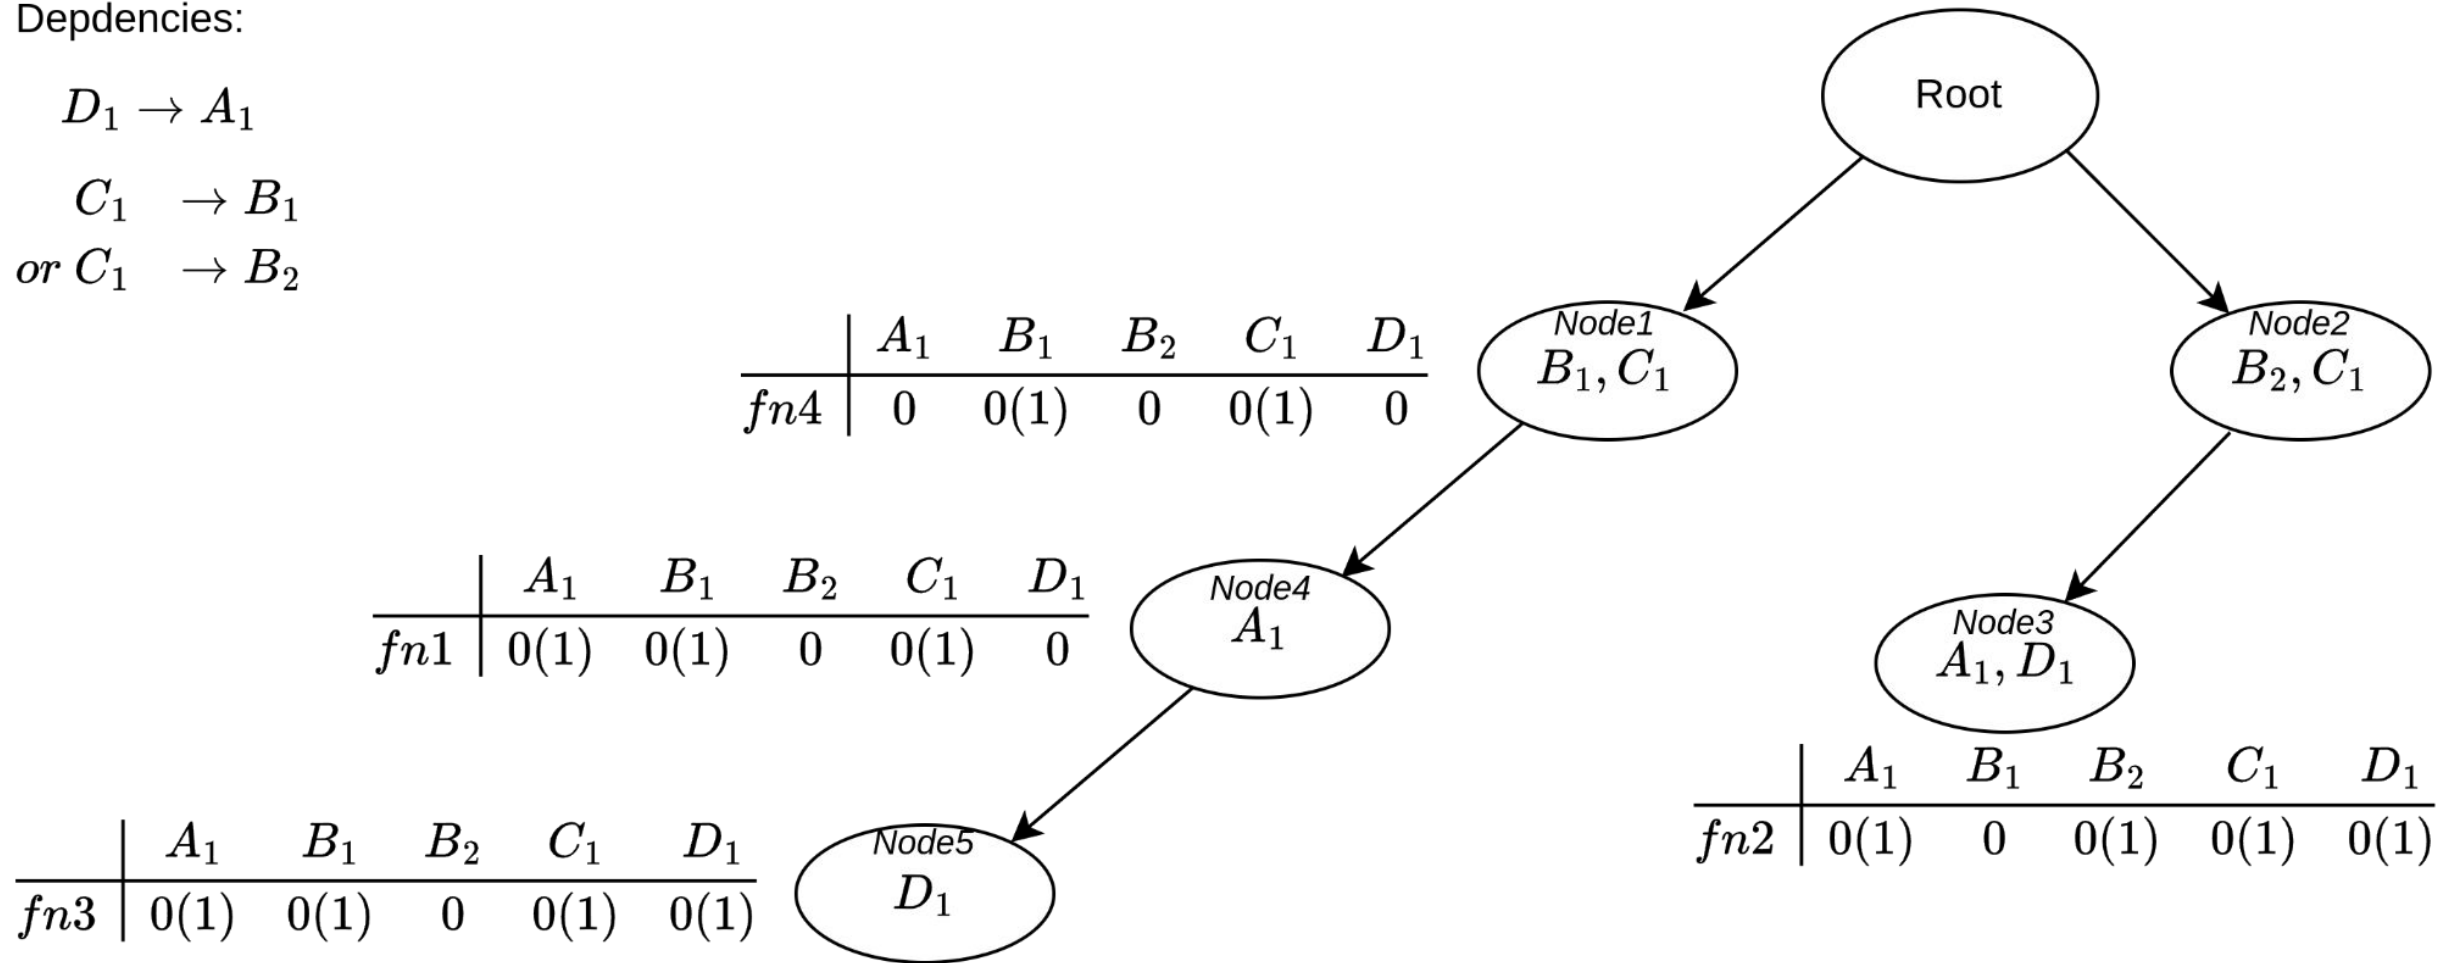 Depdencies:
D₁ → A₁
C₁ → B₁
or C₁ → B₂
Root
Node1
B₁, C₁
Node2
B₂, C₁
A₁ B₁ B₂ C₁ D₁
fn4 0 0(1) 0 0(1) 0
Node4
A₁
A₁ B₁ B₂ C₁ D₁
fn1 0(1) 0(1) 0 0(1) 0
Node3
A₁, D₁
A₁ B₁ B₂ C₁ D₁
fn2 0(1) 0 0(1) 0(1) 0(1)
Node5
D₁
A₁ B₁ B₂ C₁ D₁
fn3 0(1) 0(1) 0 0(1) 0(1)